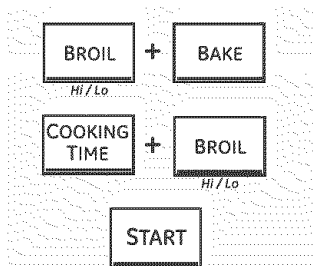 BROIL + BAKE
Hi / Lo
COOKING
TIME + BROIL
Hi / Lo
START